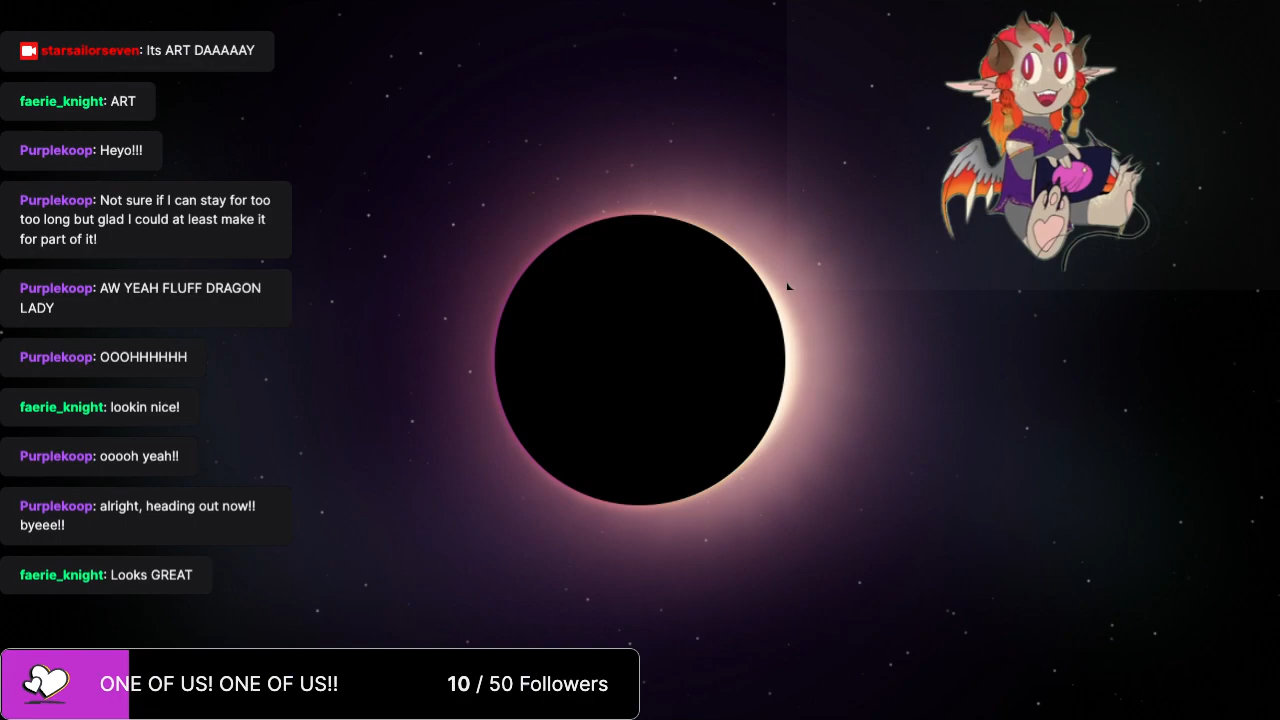 starsailorseven: Its ART DAAAAAY
faerie_knight: ART
Purplekoop: Heyo!!!
Purplekoop: Not sure if I can stay for too
too long but glad I could at least make it
for part of it!
Purplekoop: AW YEAH FLUFF DRAGON
LADY
Purplekoop: OOOHHHHHH
faerie_knight: lookin nice!
Purplekoop: ooooh yeah!!
Purplekoop: alright, heading out now!!
byeee!!
faerie_knight: Looks GREAT
ONE OF US! ONE OF US!! 10 / 50 Followers